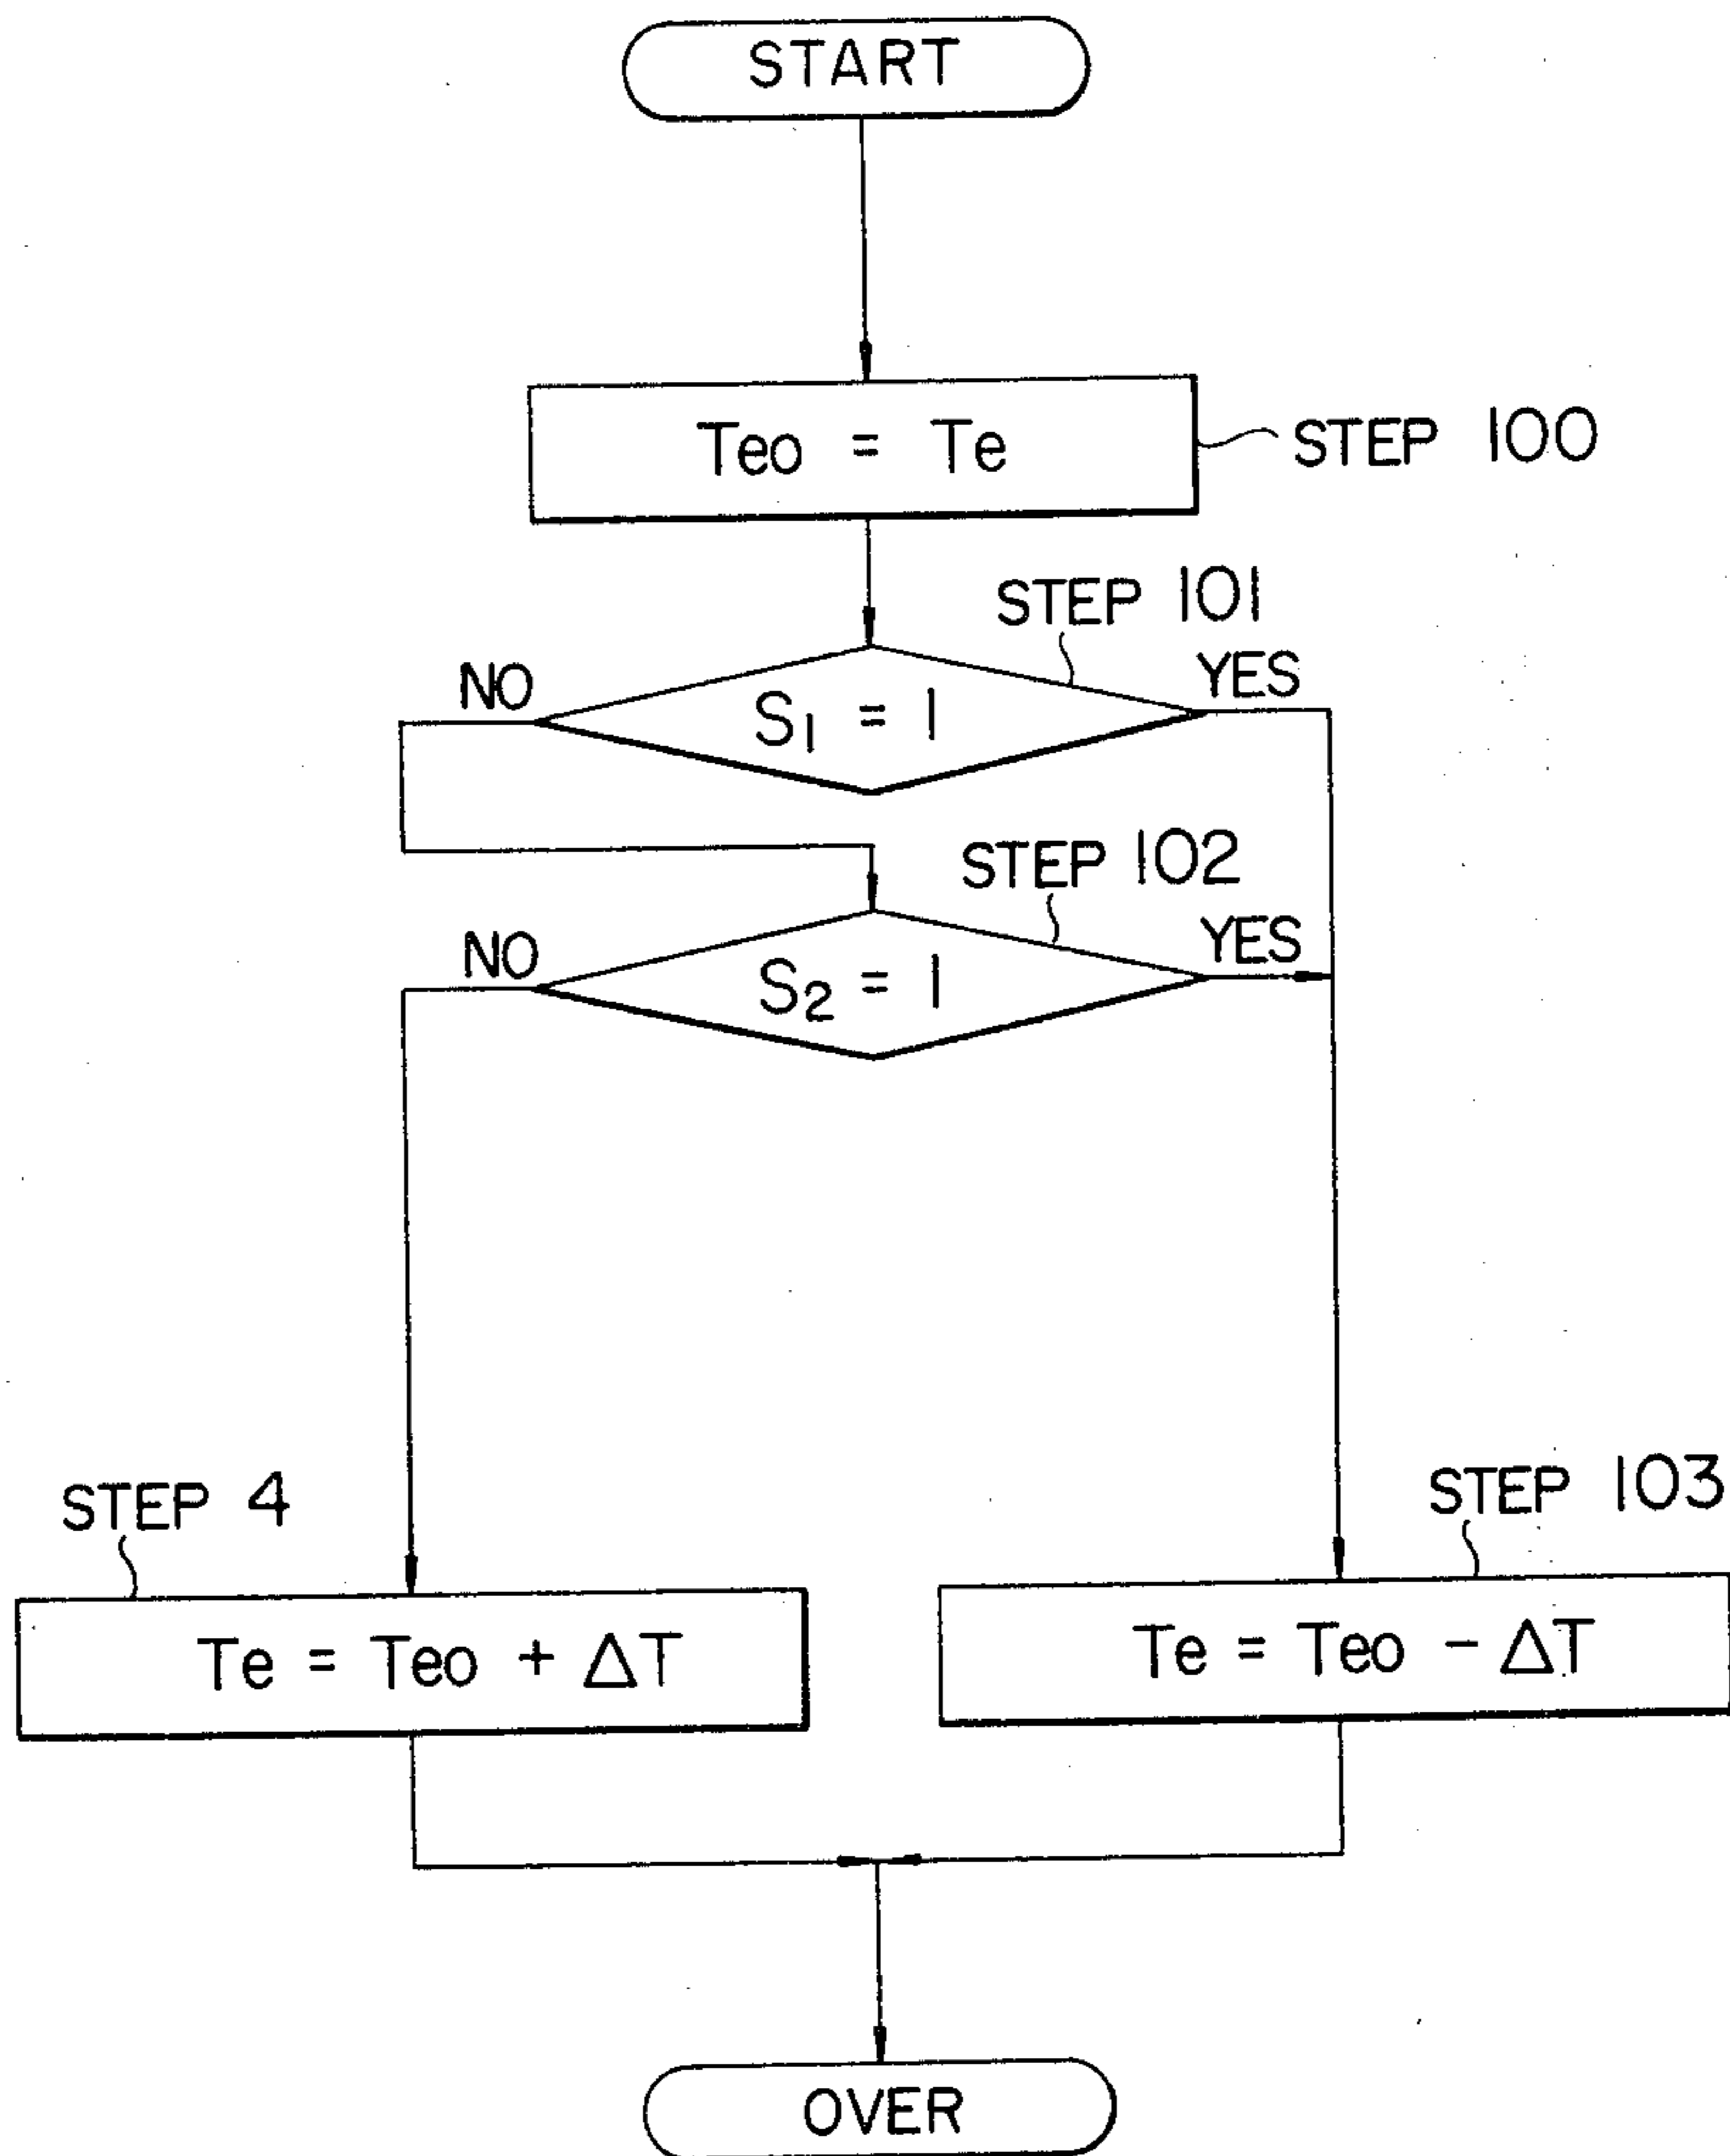 START
Teo = Te
STEP 100
STEP 101
NO
S1 = 1
YES
STEP 102
NO
S2 = 1
YES
STEP 4
Te = Teo + ΔT
STEP 103
Te = Teo - ΔT
OVER